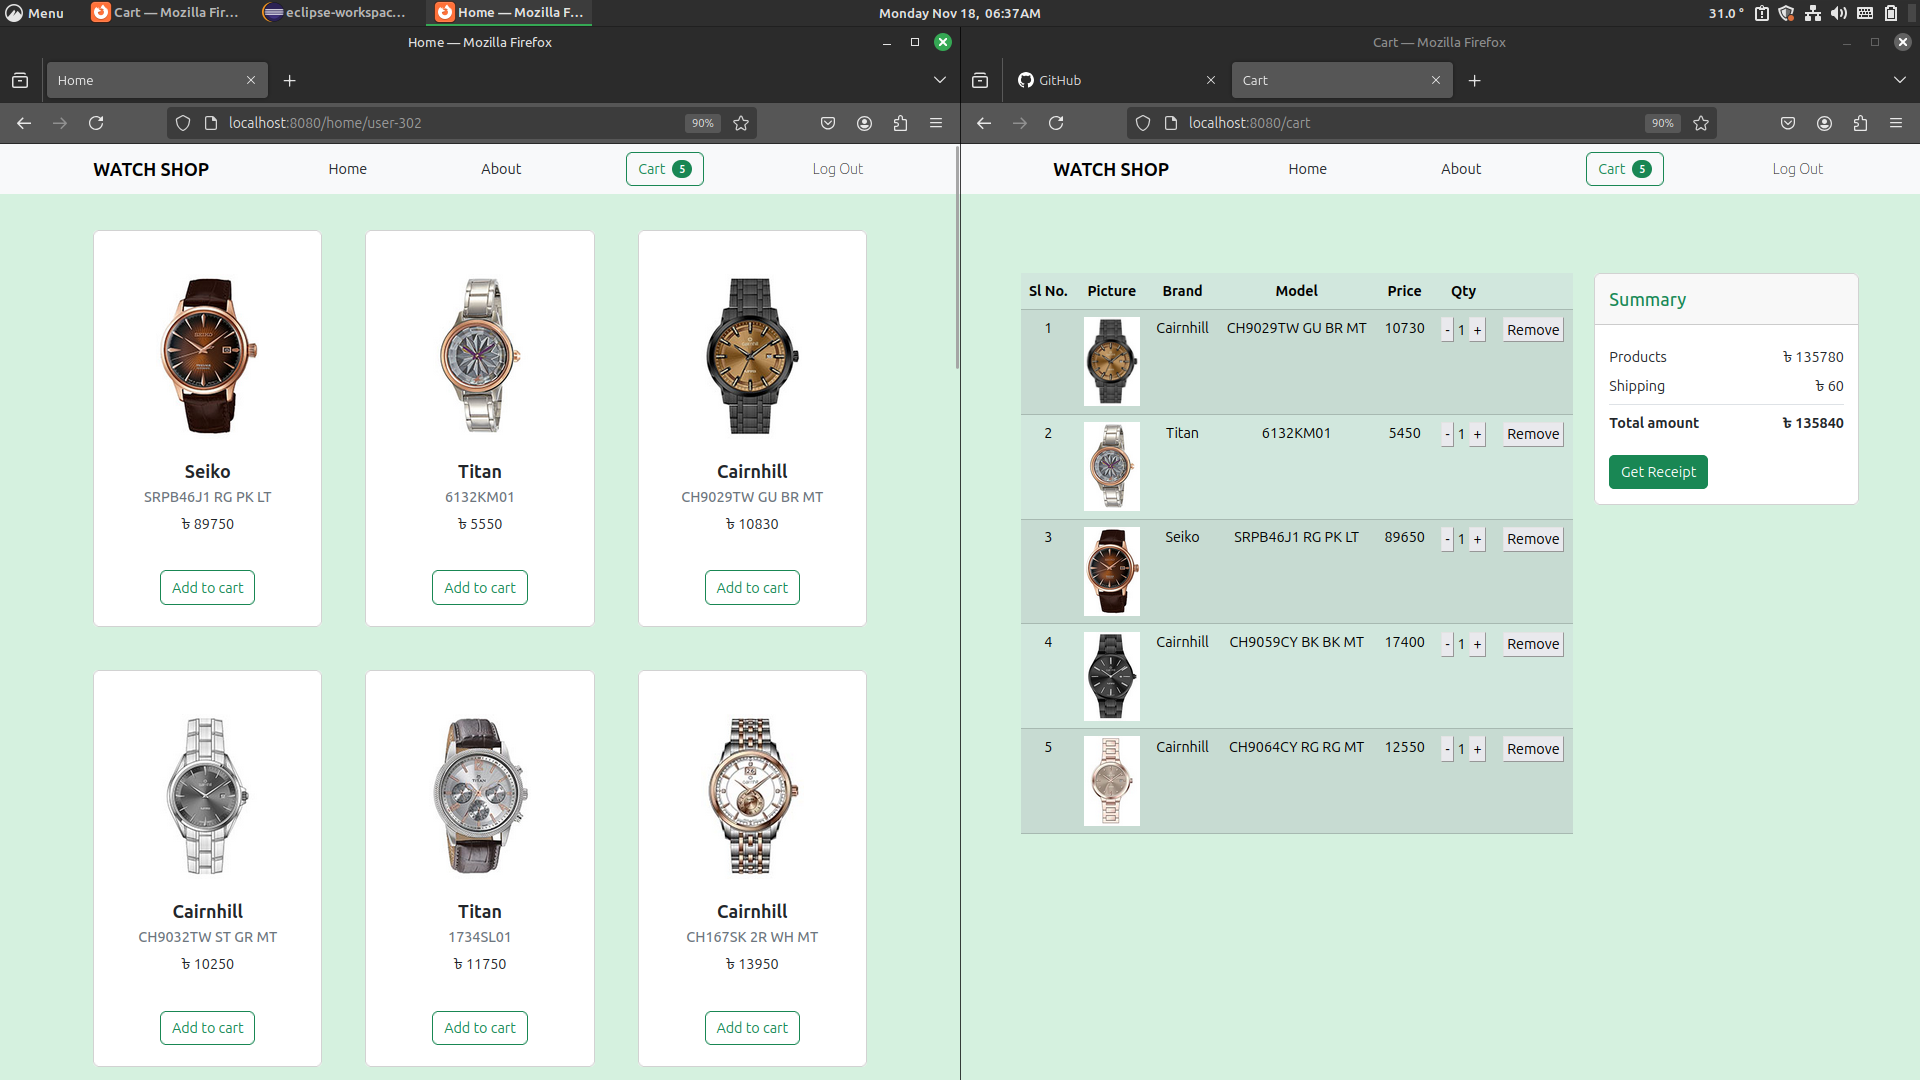 Menu
Cart — Mozilla Fir...
eclipse-workspac...
Home — Mozilla F...
Monday Nov 18, 06:37AM
31.0 °
Home — Mozilla Firefox
Home
localhost:8080/home/user-302
90%
WATCH SHOP
Home
About
Cart 5
Log Out
Seiko
SRPB46J1 RG PK LT
৳ 89750
Add to cart
Titan
6132KM01
৳ 5550
Add to cart
Cairnhill
CH9029TW GU BR MT
৳ 10830
Add to cart
Cairnhill
CH9032TW ST GR MT
৳ 10250
Add to cart
Titan
1734SL01
৳ 11750
Add to cart
Cairnhill
CH167SK 2R WH MT
৳ 13950
Add to cart
Cart — Mozilla Firefox
GitHub
Cart
localhost:8080/cart
90%
WATCH SHOP
Home
About
Cart 5
Log Out
Sl No. Picture Brand Model Price Qty
1 Cairnhill CH9029TW GU BR MT 10730 - 1 + Remove
2 Titan 6132KM01 5450 - 1 + Remove
3 Seiko SRPB46J1 RG PK LT 89650 - 1 + Remove
4 Cairnhill CH9059CY BK BK MT 17400 - 1 + Remove
5 Cairnhill CH9064CY RG RG MT 12550 - 1 + Remove
Summary
Products ৳ 135780
Shipping ৳ 60
Total amount ৳ 135840
Get Receipt